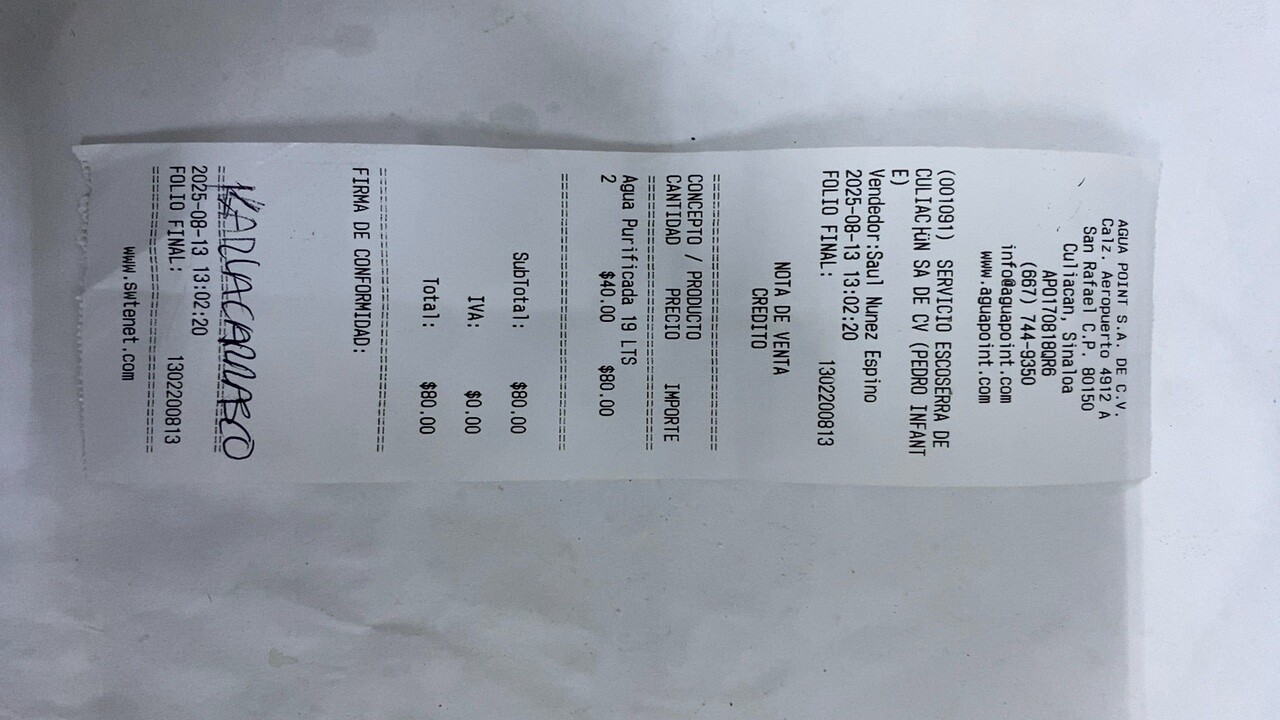 AGUA POINT S.A. DE C.V.
Calz. Aeropuerto 4912 A
San Rafael C.P. 80150
Culiacan, Sinaloa
APO170818QR6
(667) 744-9350
info@aguapoint.com
www.aguapoint.com
(001091) SERVICIO ESCOSERRA DE
SA DE CV (PEDRO INFANT
E)
Vendedor:Saul Nunez Espino
2025-08-13 13:02:20
FOLIO FINAL: 1302200813
NOTA DE VENTA
CREDITO
CONCEPTO / PRODUCTO
CANTIDAD PRECIO IMPORTE
Agua Purificada 19 LTS
2 $40.00 $80.00
SubTotal: $80.00
IVA: $0.00
Total: $80.00
FIRMA DE CONFORMIDAD:
2025-08-13 13:02:20
FOLIO FINAL: 1302200813
www.swtenet.com